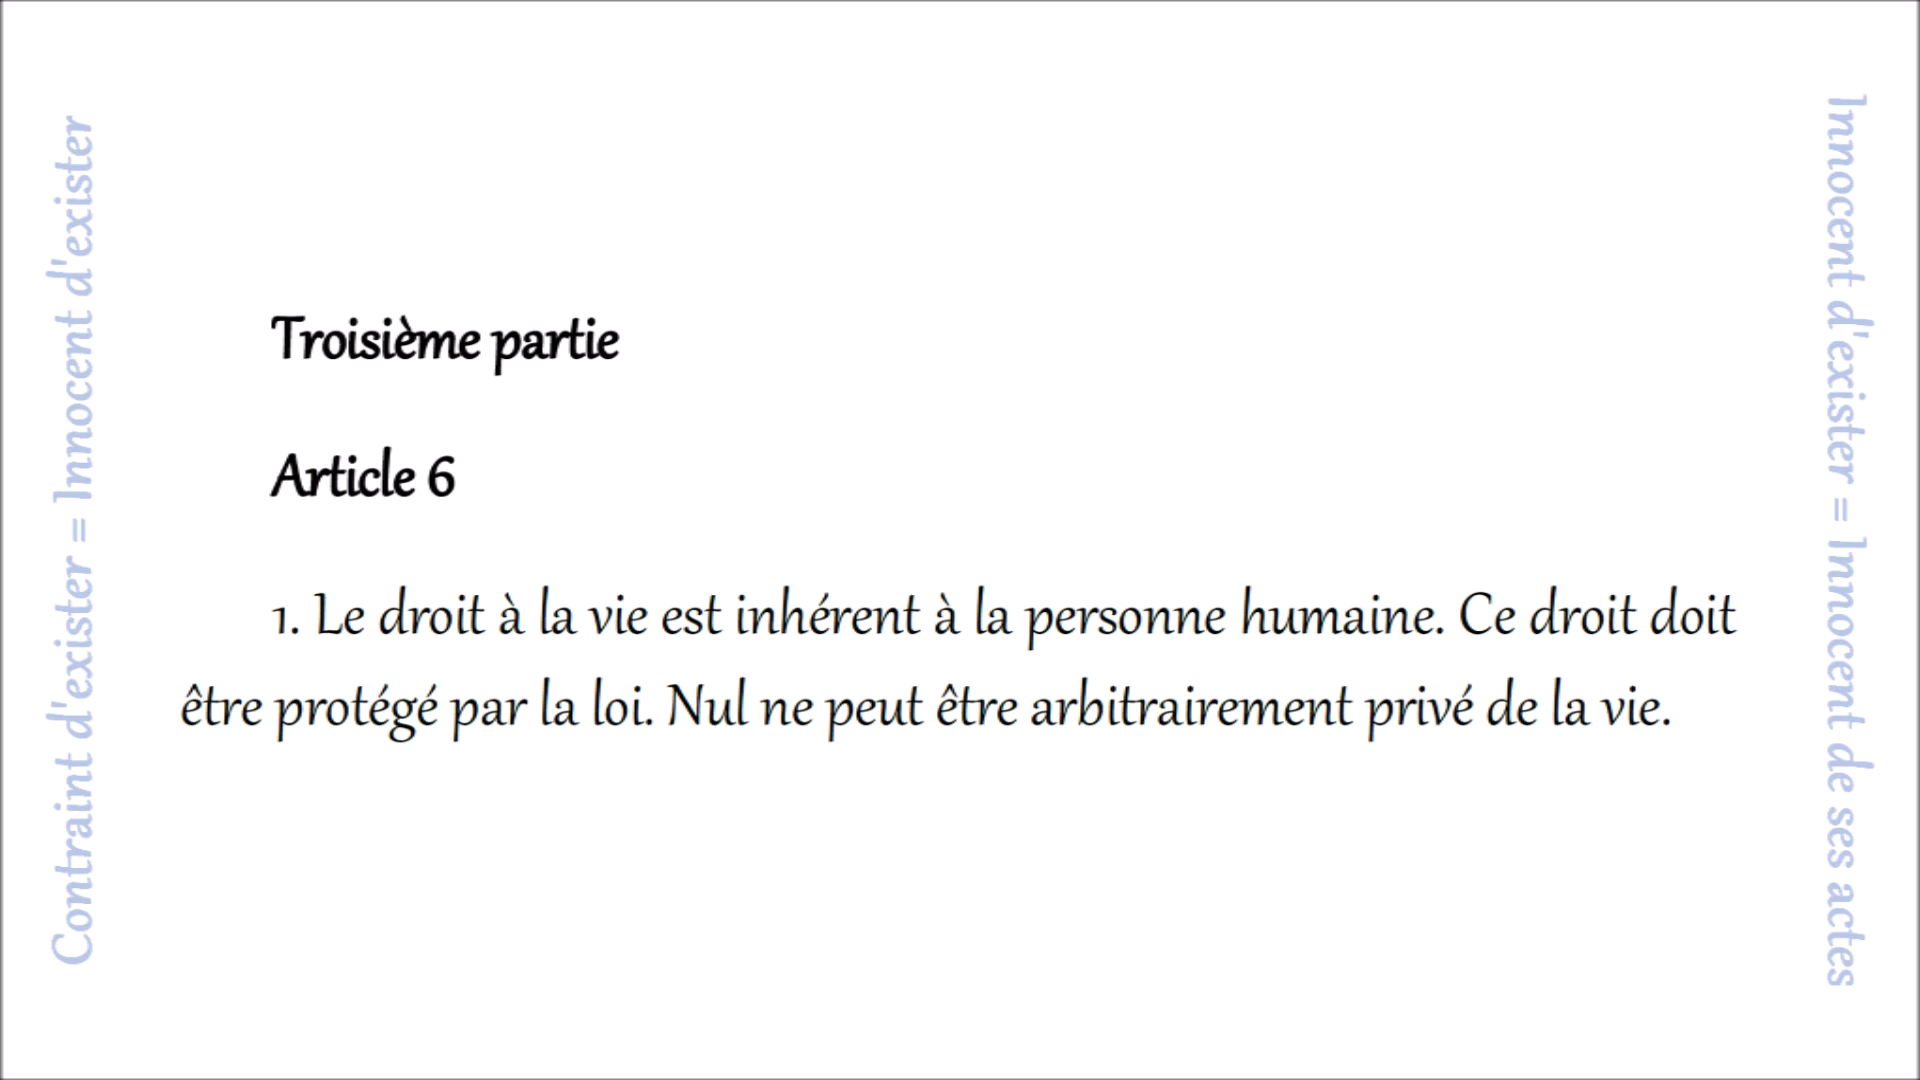 Contraint d'exister = Innocent d'exister
Troisième partie
Article 6
1. Le droit à la vie est inhérent à la personne humaine. Ce droit doit
être protégé par la loi. Nul ne peut être arbitrairement privé de la vie.
Innocent d'exister = Innocent de ses actes